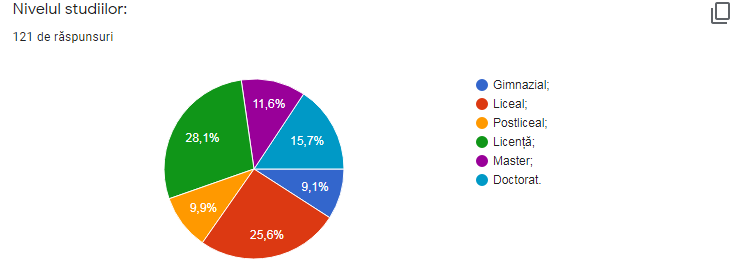 Nivelul studiilor:
121 de răspunsuri
11,6%
15,7%
28,1%
9,1%
9,9%
25,6%
Gimnazial;
Liceal;
Postliceal;
Licență;
Master;
Doctorat.